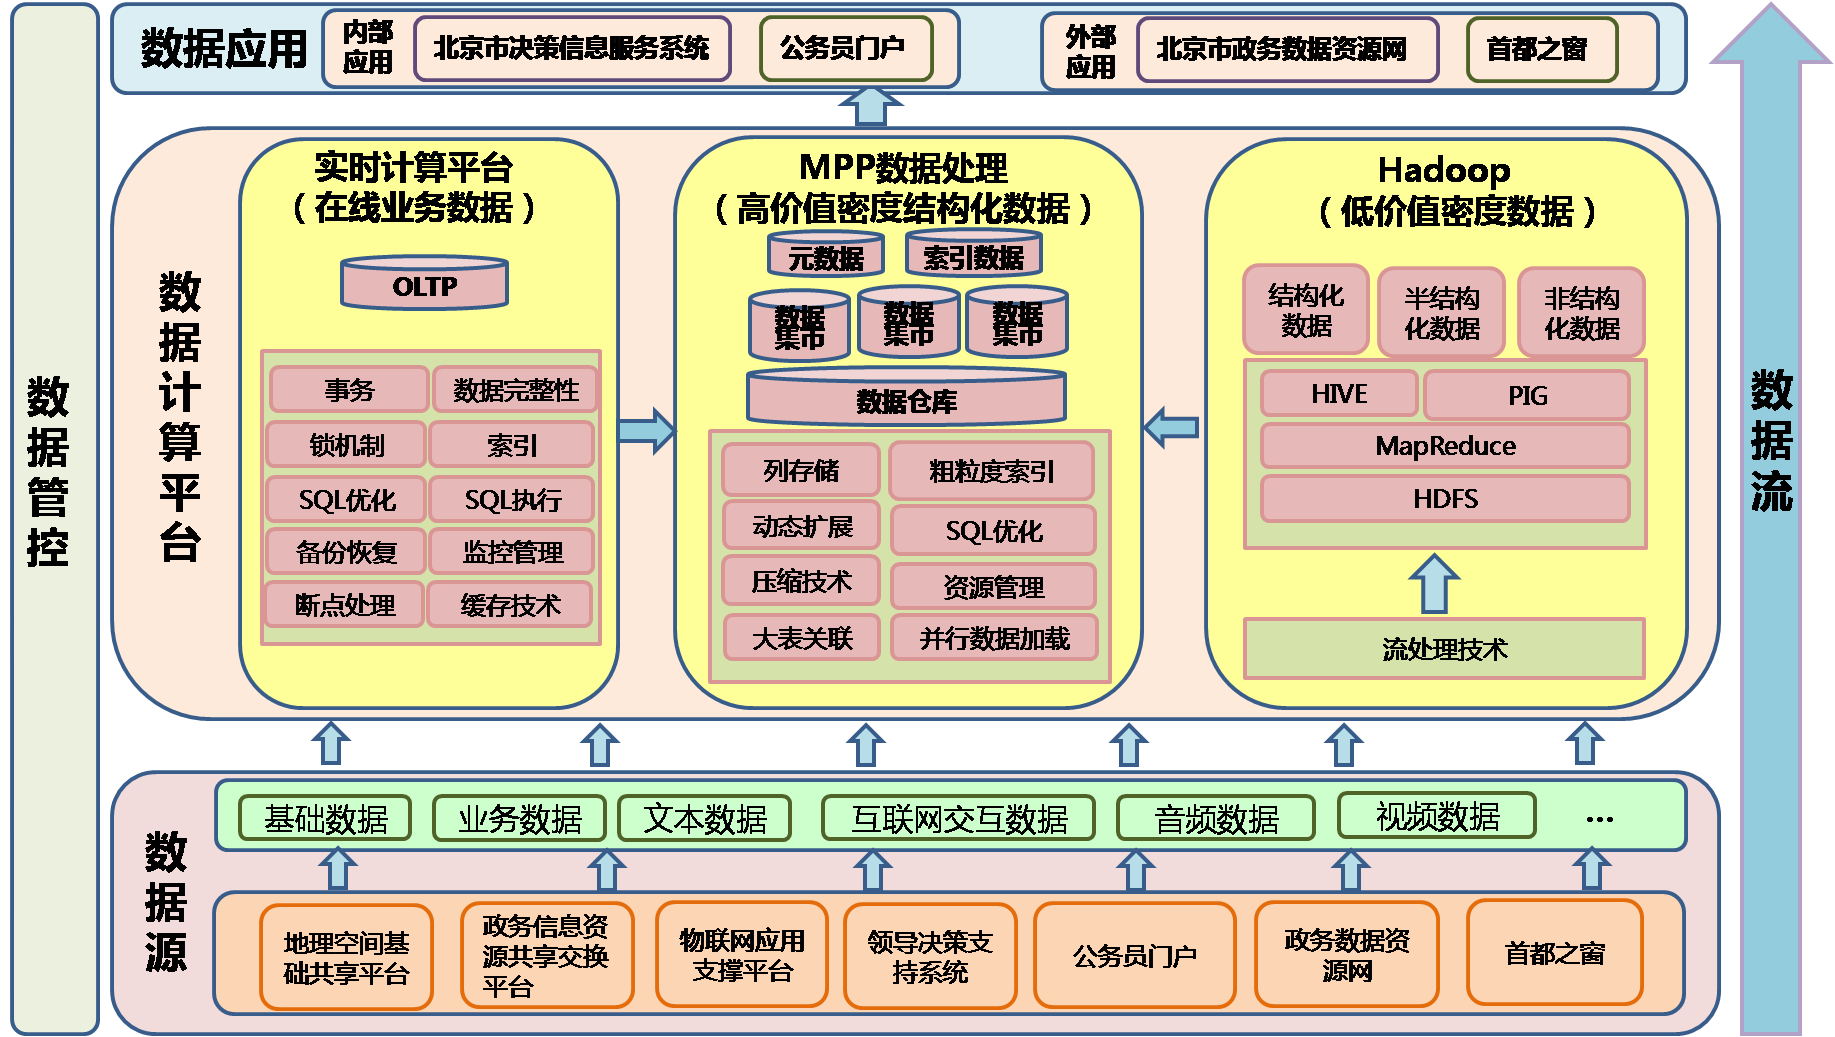 数据管控
数据应用
内部
应用
北京市决策信息服务系统
公务员门户
外部
应用
北京市政务数据资源网
首都之窗
数据流
数据计算平台
实时计算平台
（在线业务数据）
OLTP
事务
数据完整性
锁机制
索引
SQL优化
SQL执行
备份恢复
监控管理
断点处理
缓存技术
MPP数据处理
（高价值密度结构化数据）
元数据
索引数据
数据
集市
数据
集市
数据
集市
数据仓库
列存储
粗粒度索引
动态扩展
SQL优化
压缩技术
资源管理
大表关联
并行数据加载
Hadoop
（低价值密度数据）
结构化
数据
半结构
化数据
非结构
化数据
HIVE
PIG
MapReduce
HDFS
流处理技术
数据源
基础数据
业务数据
文本数据
互联网交互数据
音频数据
视频数据
...
地理空间基
础共享平台
政务信息资
源共享交换
平台
物联网应用
支撑平台
领导决策支
持系统
公务员门户
政务数据资
源网
首都之窗